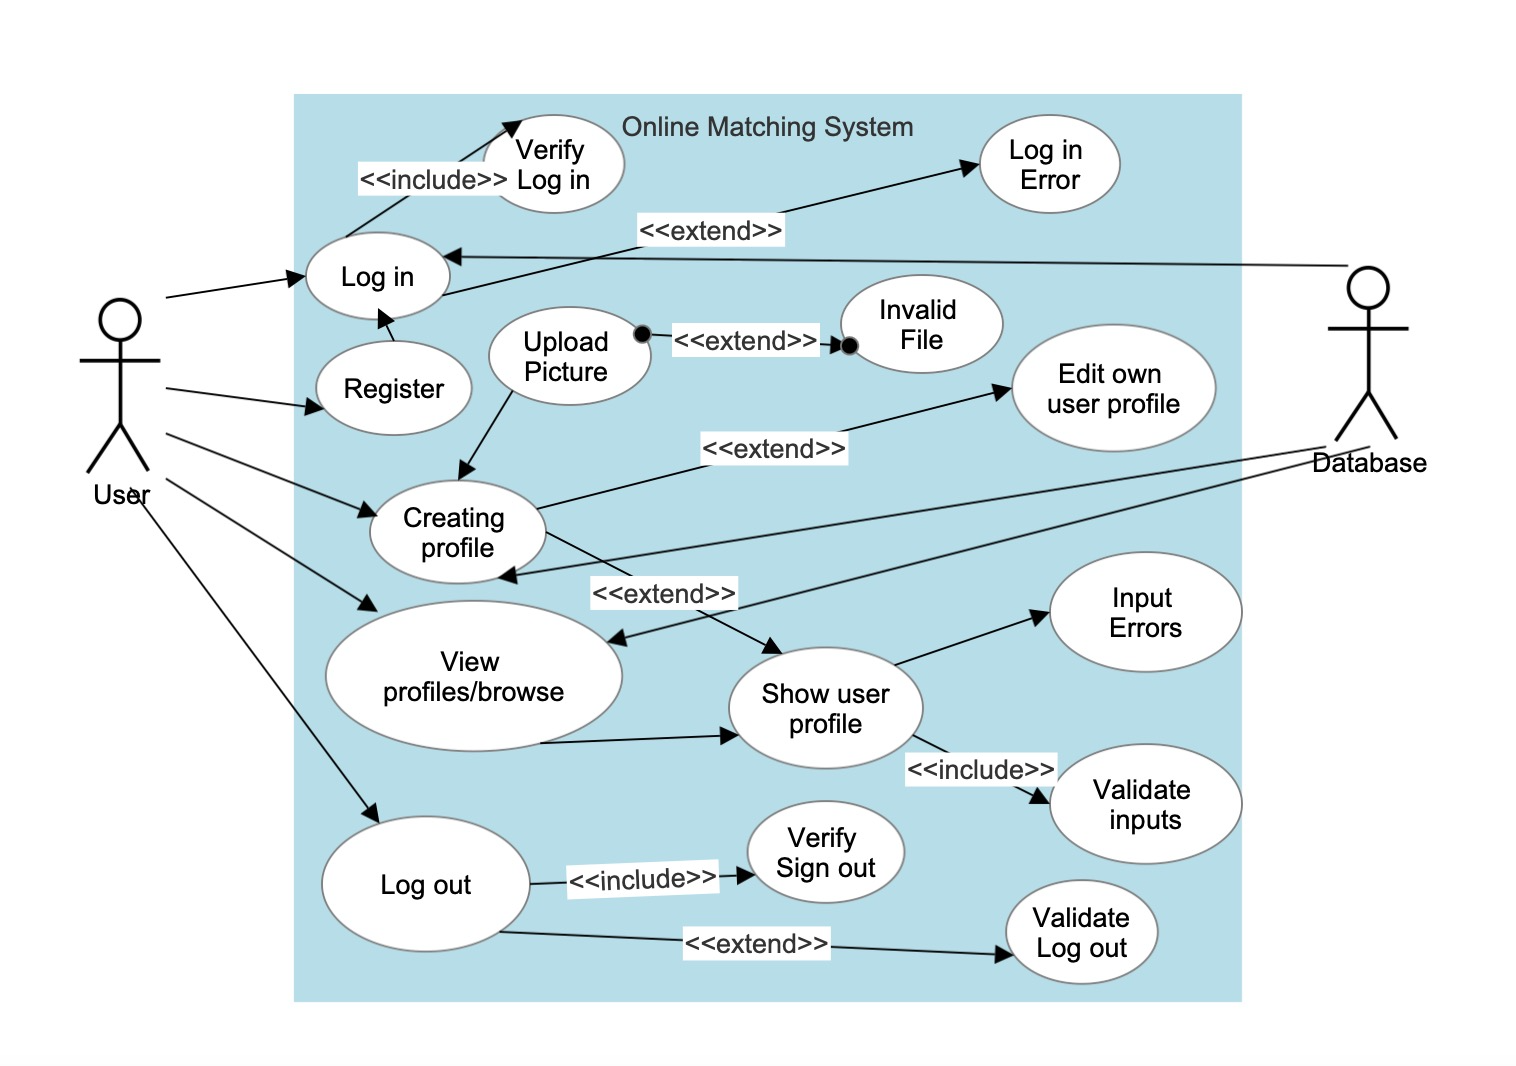 Online Matching System
Verify
Log in
<<include>>
Log in
Error
<<extend>>
Log in
Invalid
File
Upload
Picture
<<extend>>
Edit own
user profile
Register
<<extend>>
Database
User
Creating
profile
<<extend>>
Input
Errors
View
profiles/browse
Show user
profile
<<include>>
Validate
inputs
Verify
Sign out
Log out
<<include>>
Validate
Log out
<<extend>>